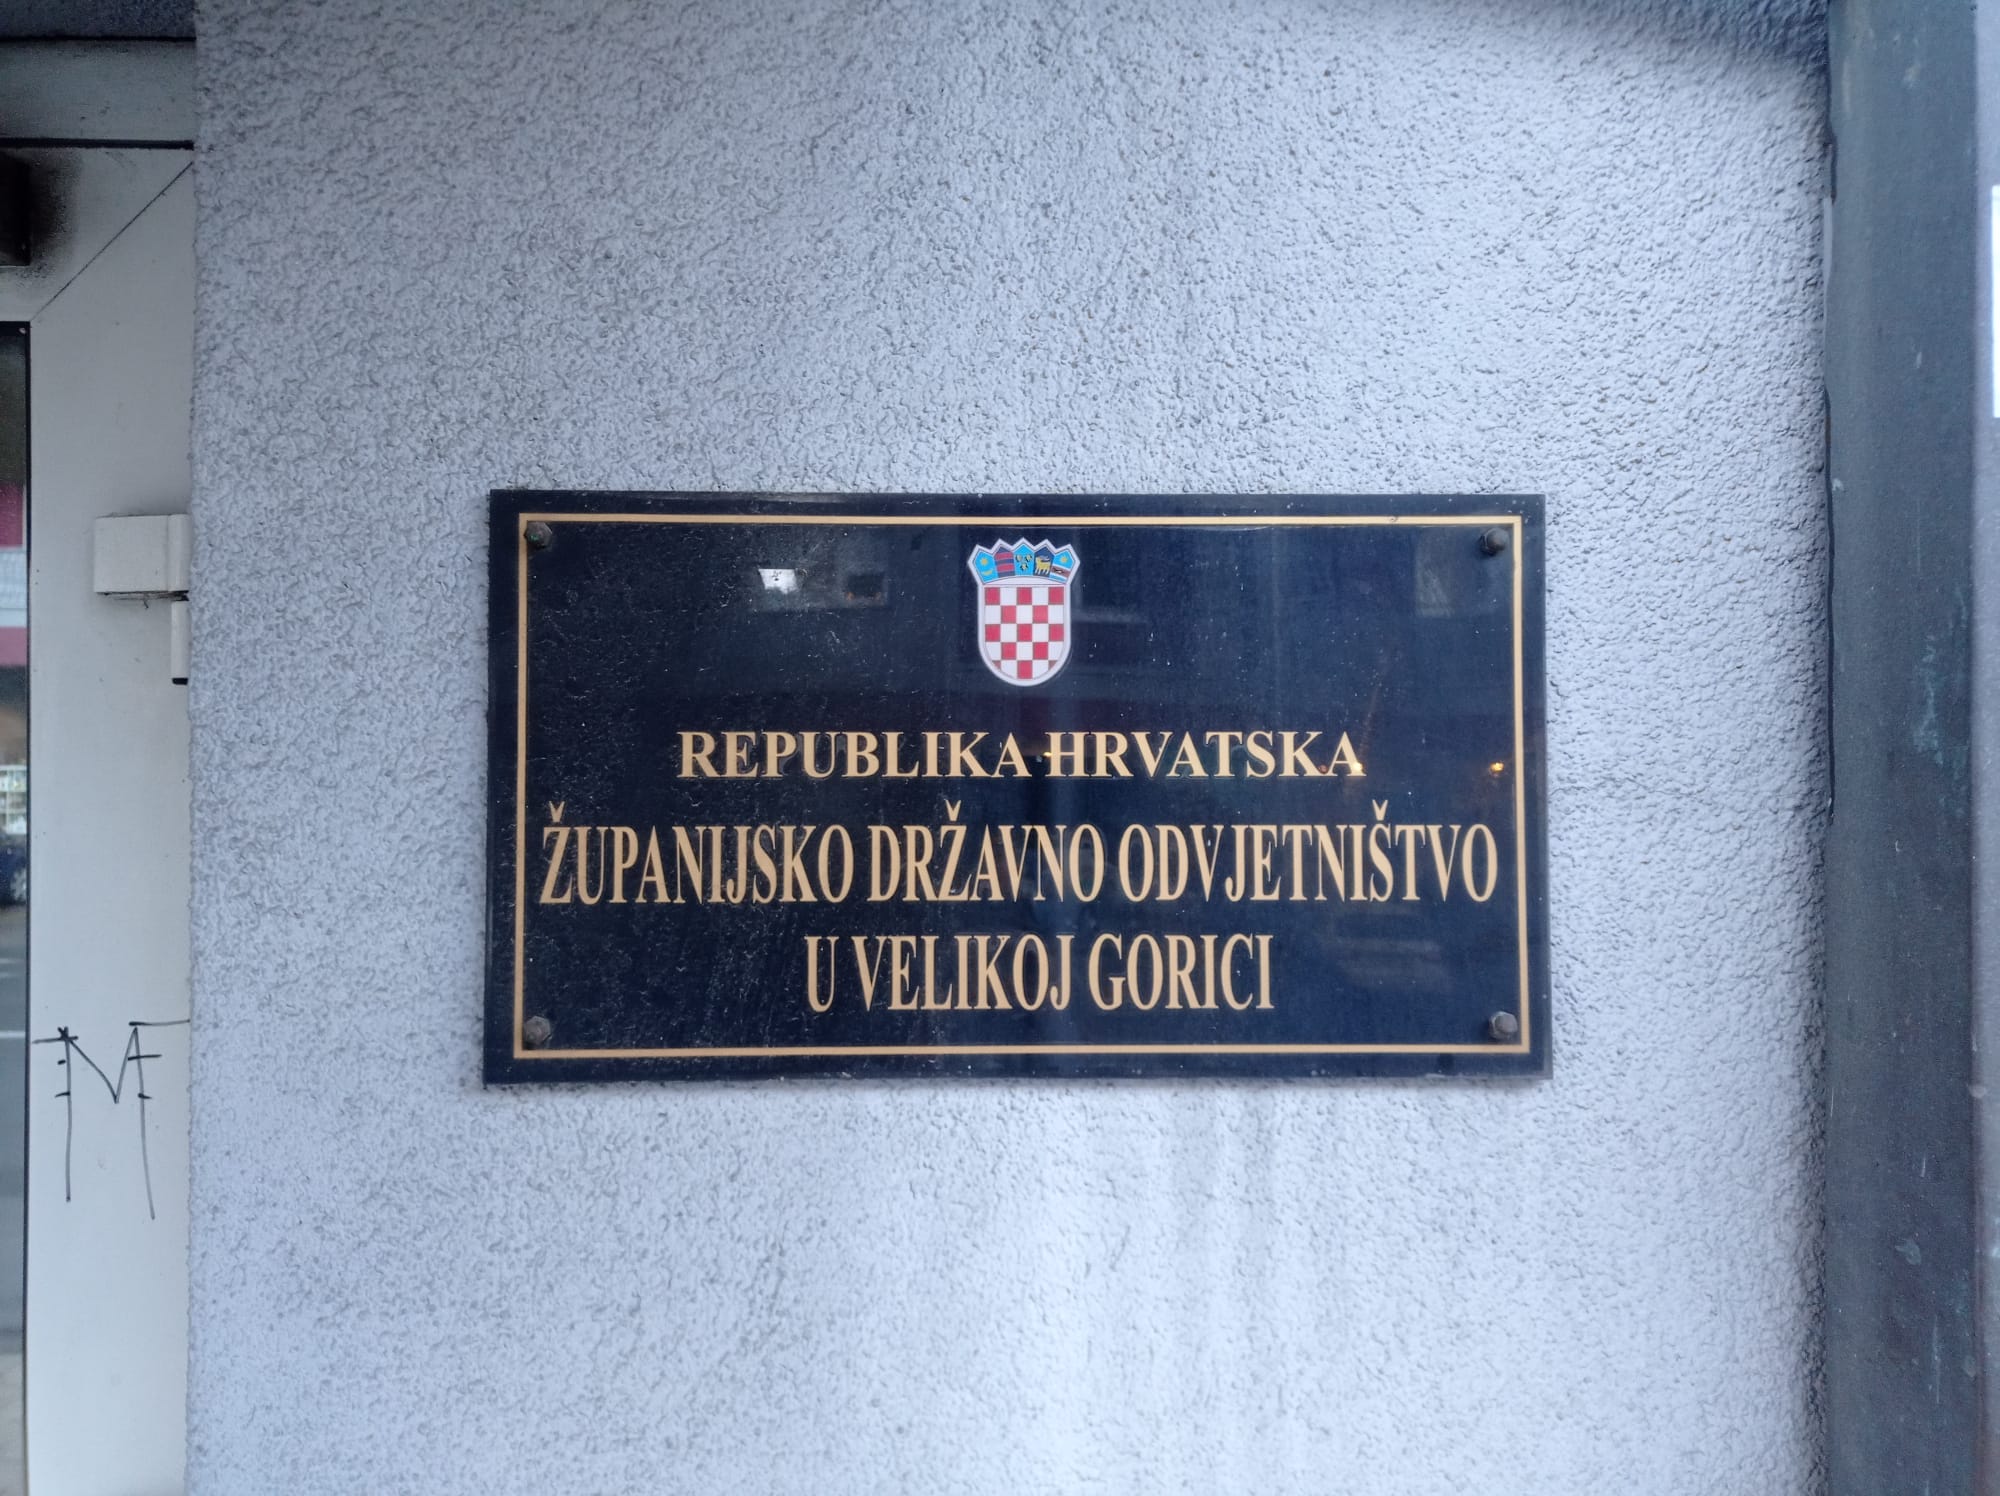 REPUBLIKA HRVATSKA
ŽUPANIJSKO DRŽAVNO ODVJETNIŠTVO
U VELIKOJ GORICI